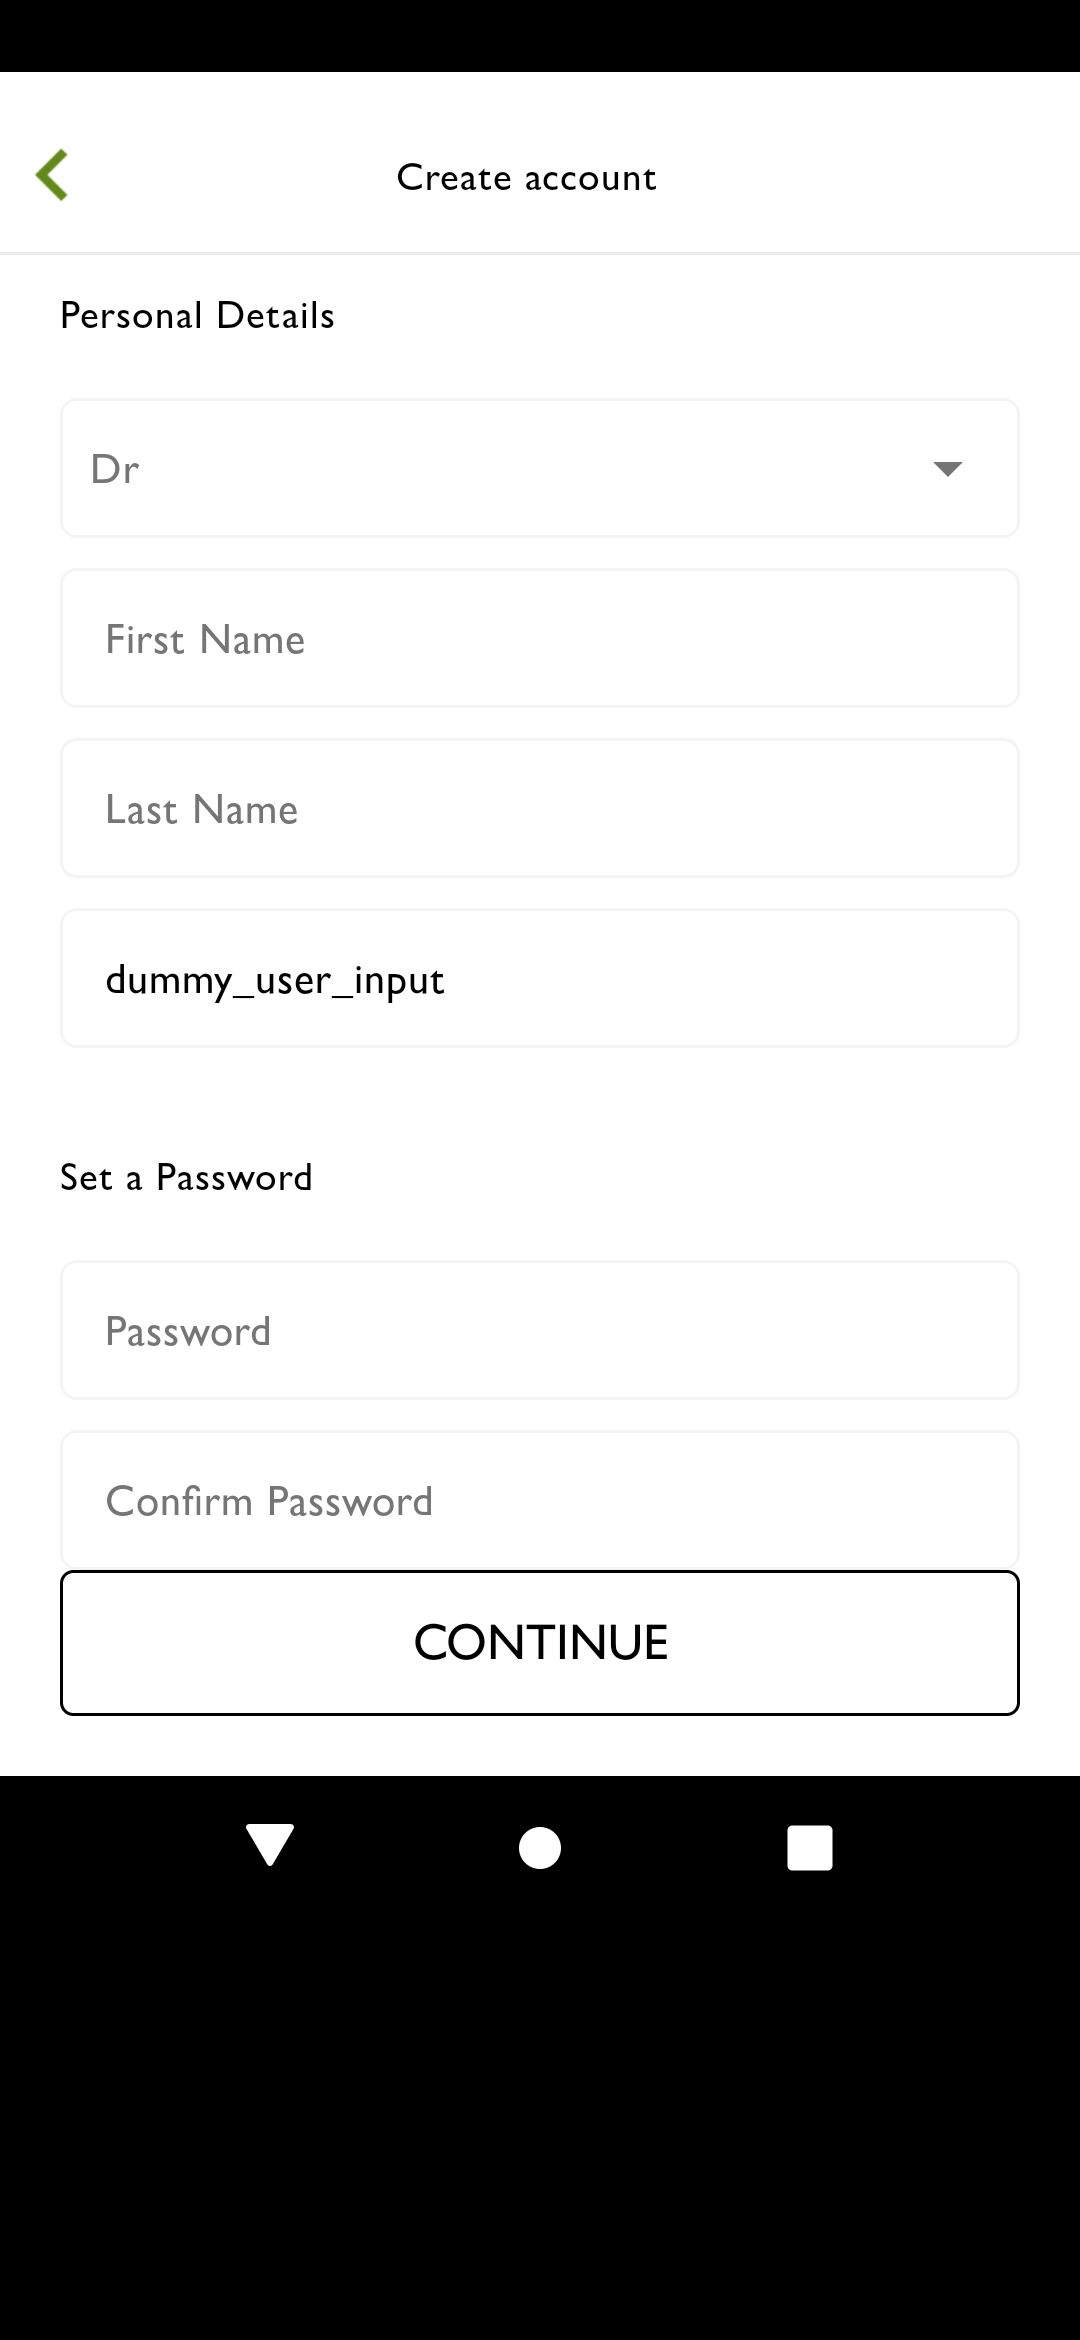 Create account
Personal Details
Dr
First Name
Last Name
dummy_user_input
Set a Password
Password
Confirm Password
CONTINUE